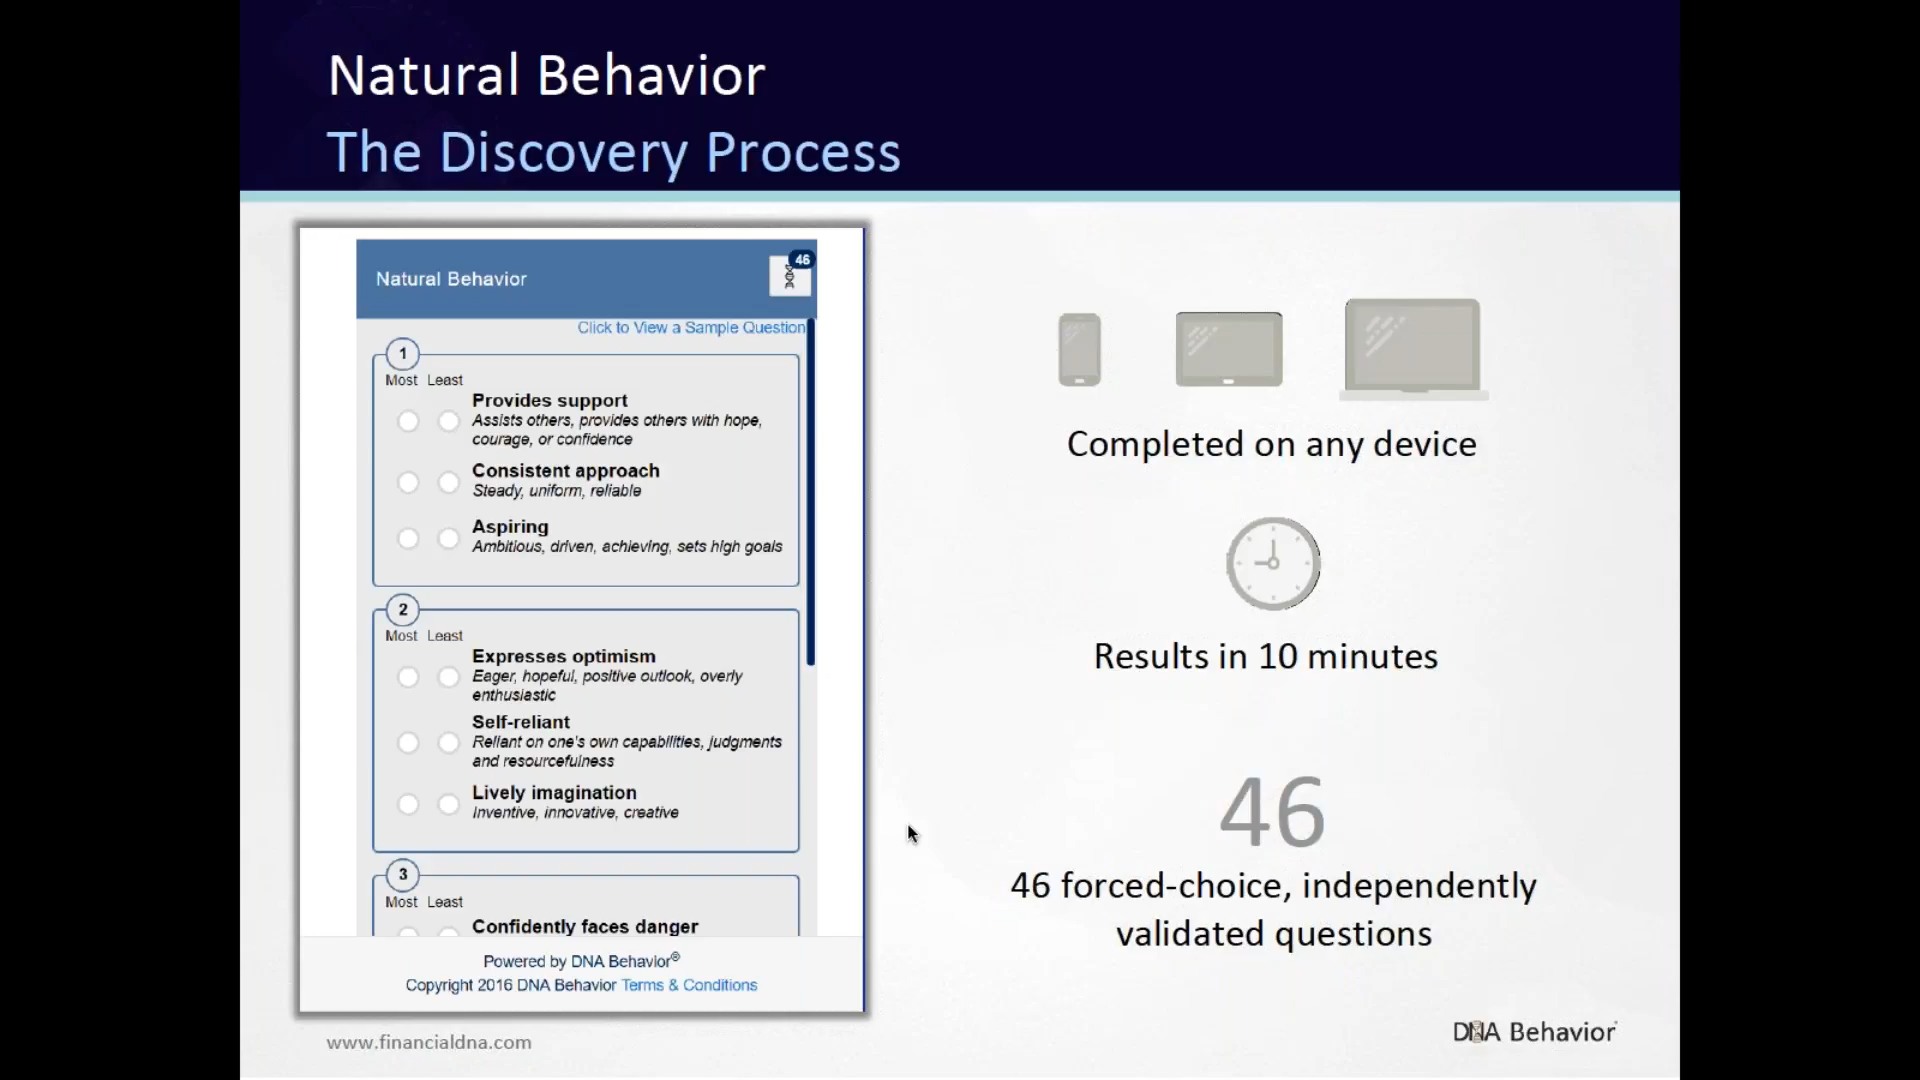 Natural Behavior
The Discovery Process
Natural Behavior
46
Click to View a Sample Question
1
Most Least
Provides support
Assists others, provides others with hope,
courage, or confidence
Consistent approach
Steady, uniform, reliable
Aspiring
Ambitious, driven, achieving, sets high goals
2
Most Least
Expresses optimism
Eager, hopeful, positive outlook, overly
enthusiastic
Self-reliant
Reliant on one's own capabilities, judgments
and resourcefulness
Lively imagination
Inventive, innovative, creative
3
Most Least
Confidently faces danger
Powered by DNA Behavior®
Copyright 2016 DNA Behavior Terms & Conditions
Completed on any device
Results in 10 minutes
46
46 forced-choice, independently
validated questions
www.financialdna.com
DNA Behavior